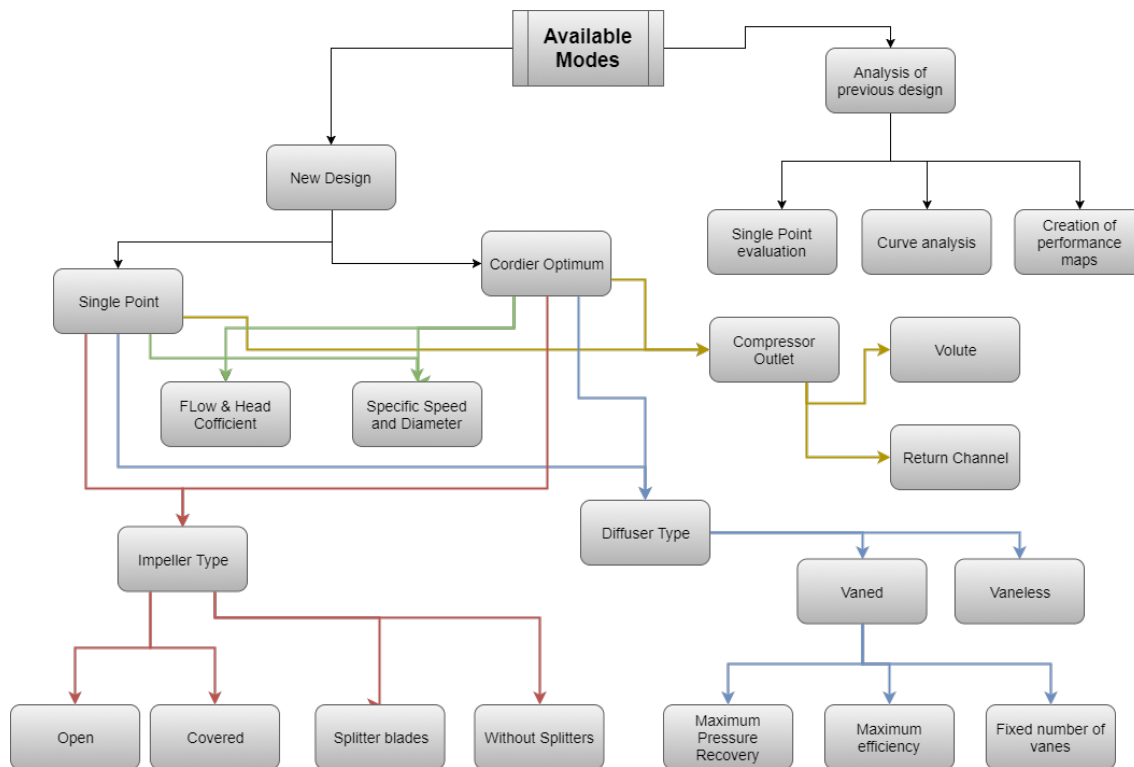 Available
Modes
Analysis of
previous design
New Design
Single Point
evaluation
Curve analysis
Creation of
performance
maps
Cordier Optimum
Single Point
Compressor
Outlet
Volute
FLow & Head
Cofficient
Specific Speed
and Diameter
Return Channel
Impeller Type
Diffuser Type
Vaned
Vaneless
Open
Covered
Splitter blades
Without Splitters
Maximum
Pressure
Recovery
Maximum
efficiency
Fixed number of
vanes